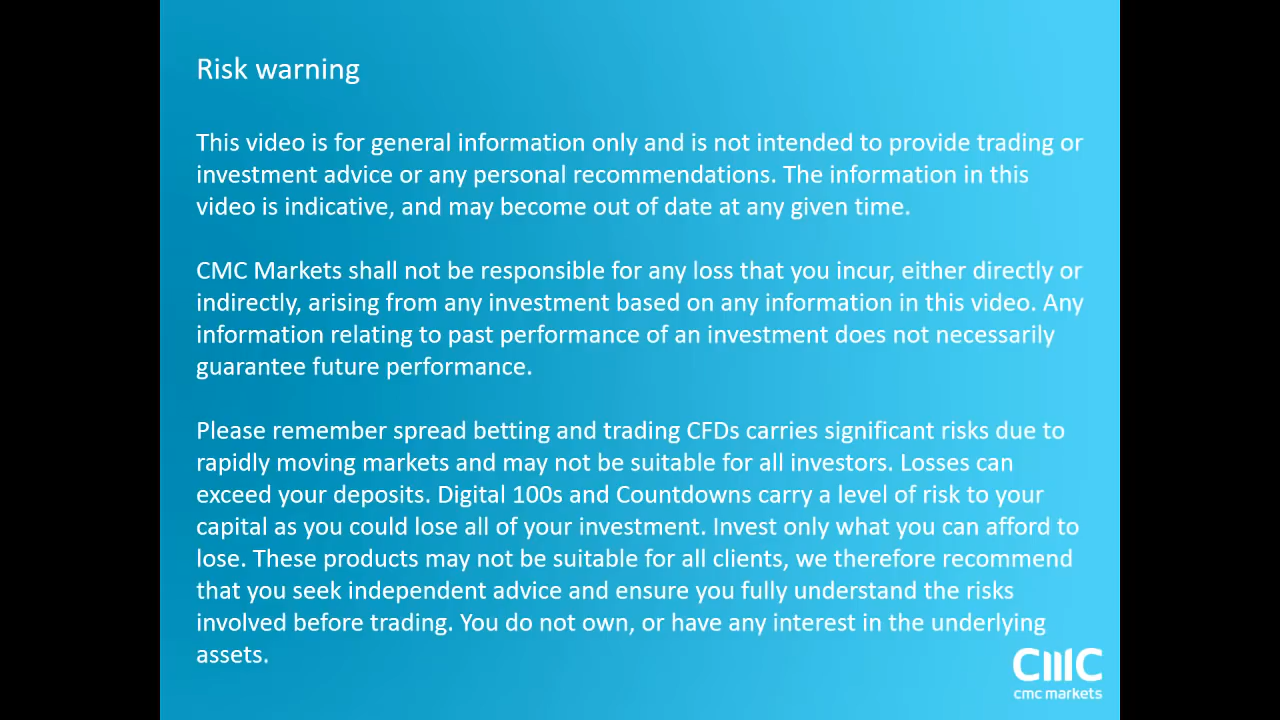 Risk warning
This video is for general information only and is not intended to provide trading or
investment advice or any personal recommendations. The information in this
video is indicative, and may become out of date at any given time.
CMC Markets shall not be responsible for any loss that you incur, either directly or
indirectly, arising from any investment based on any information in this video. Any
information relating to past performance of an investment does not necessarily
guarantee future performance.
Please remember spread betting and trading CFDs carries significant risks due to
rapidly moving markets and may not be suitable for all investors. Losses can
exceed your deposits. Digital 100s and Countdowns carry a level of risk to your
capital as you could lose all of your investment. Invest only what you can afford to
lose. These products may not be suitable for all clients, we therefore recommend
that you seek independent advice and ensure you fully understand the risks
involved before trading. You do not own, or have any interest in the underlying
assets.
CMC
cmc markets